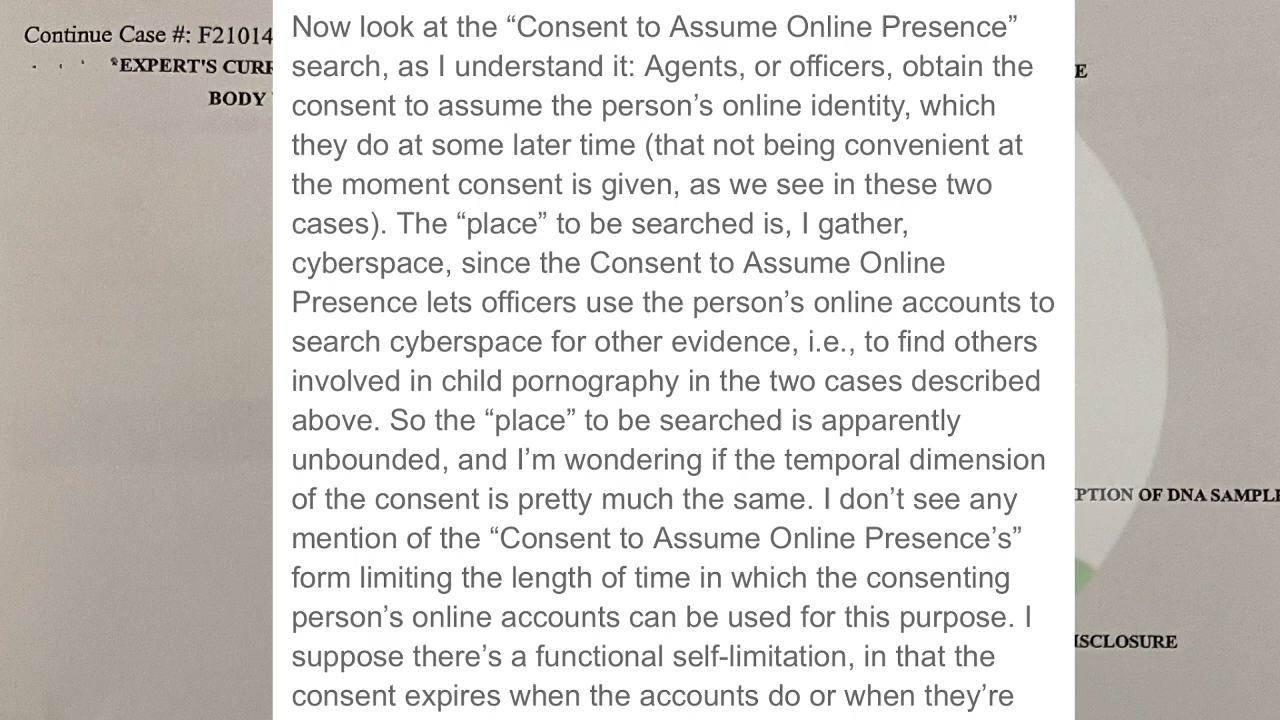 Continue Case #: F21014
*EXPERT'S CURR
BODY
Now look at the “Consent to Assume Online Presence”
search, as I understand it: Agents, or officers, obtain the
consent to assume the person’s online identity, which
they do at some later time (that not being convenient at
the moment consent is given, as we see in these two
cases). The “place” to be searched is, I gather,
cyberspace, since the Consent to Assume Online
Presence lets officers use the person’s online accounts to
search cyberspace for other evidence, i.e., to find others
involved in child pornography in the two cases described
above. So the “place” to be searched is apparently
unbounded, and I’m wondering if the temporal dimension
of the consent is pretty much the same. I don’t see any
mention of the “Consent to Assume Online Presence’s”
form limiting the length of time in which the consenting
person’s online accounts can be used for this purpose. I
suppose there’s a functional self-limitation, in that the
consent expires when the accounts do or when they’re
E
PTION OF DNA SAMPLE
ISCLOSURE